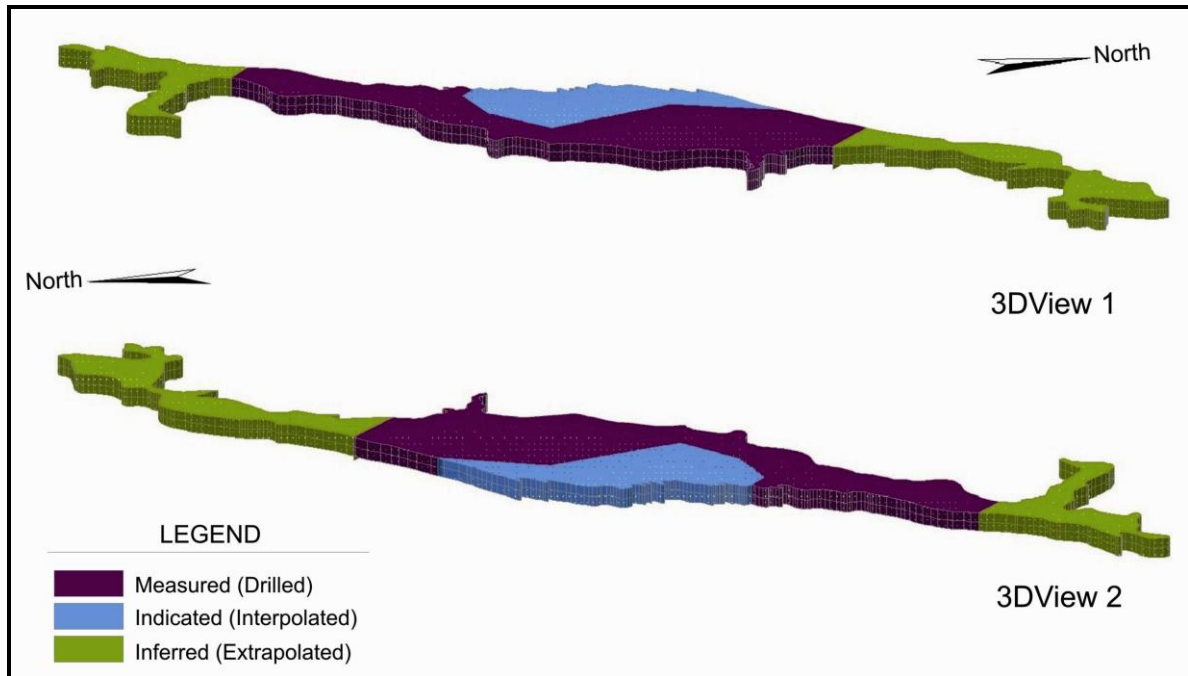 North
3DView 1
North
LEGEND
Measured (Drilled)
Indicated (Interpolated)
Inferred (Extrapolated)
3DView 2